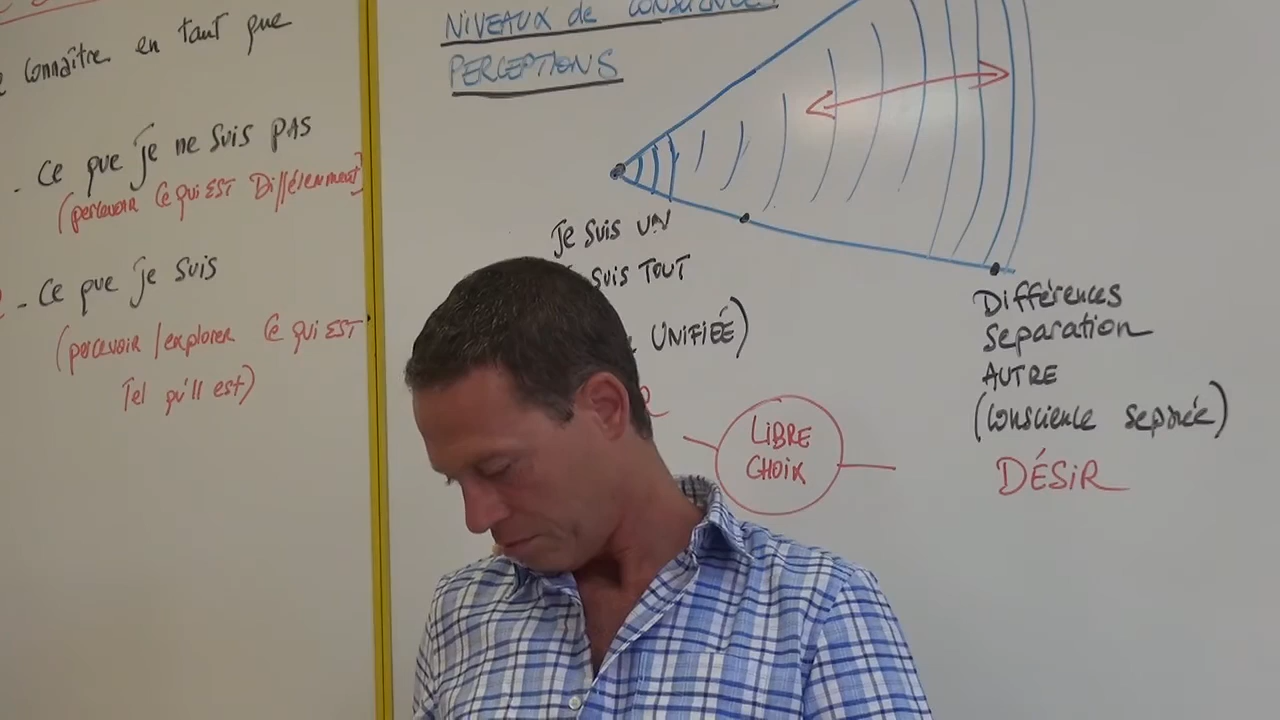 connaître en tant que
- Ce que je ne suis PAS
(percevoir Ce qui EST Différemment)
- Ce que je suis
(percevoir / explorer Ce qui EST
Tel qu'il est)
NIVEAUX de CONSCIENCE
PERCEPTIONS
Je suis UN
suis TOUT
UNIFIÉE)
LIBRE
CHOIX
Différences
separation
AUTRE
(conscience séparée)
DÉSIR